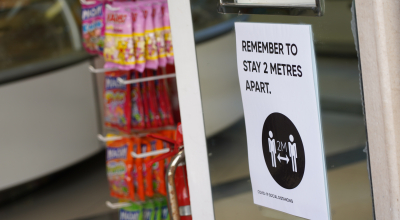 REMEMBER TO
STAY 2 METRES
APART.
2M